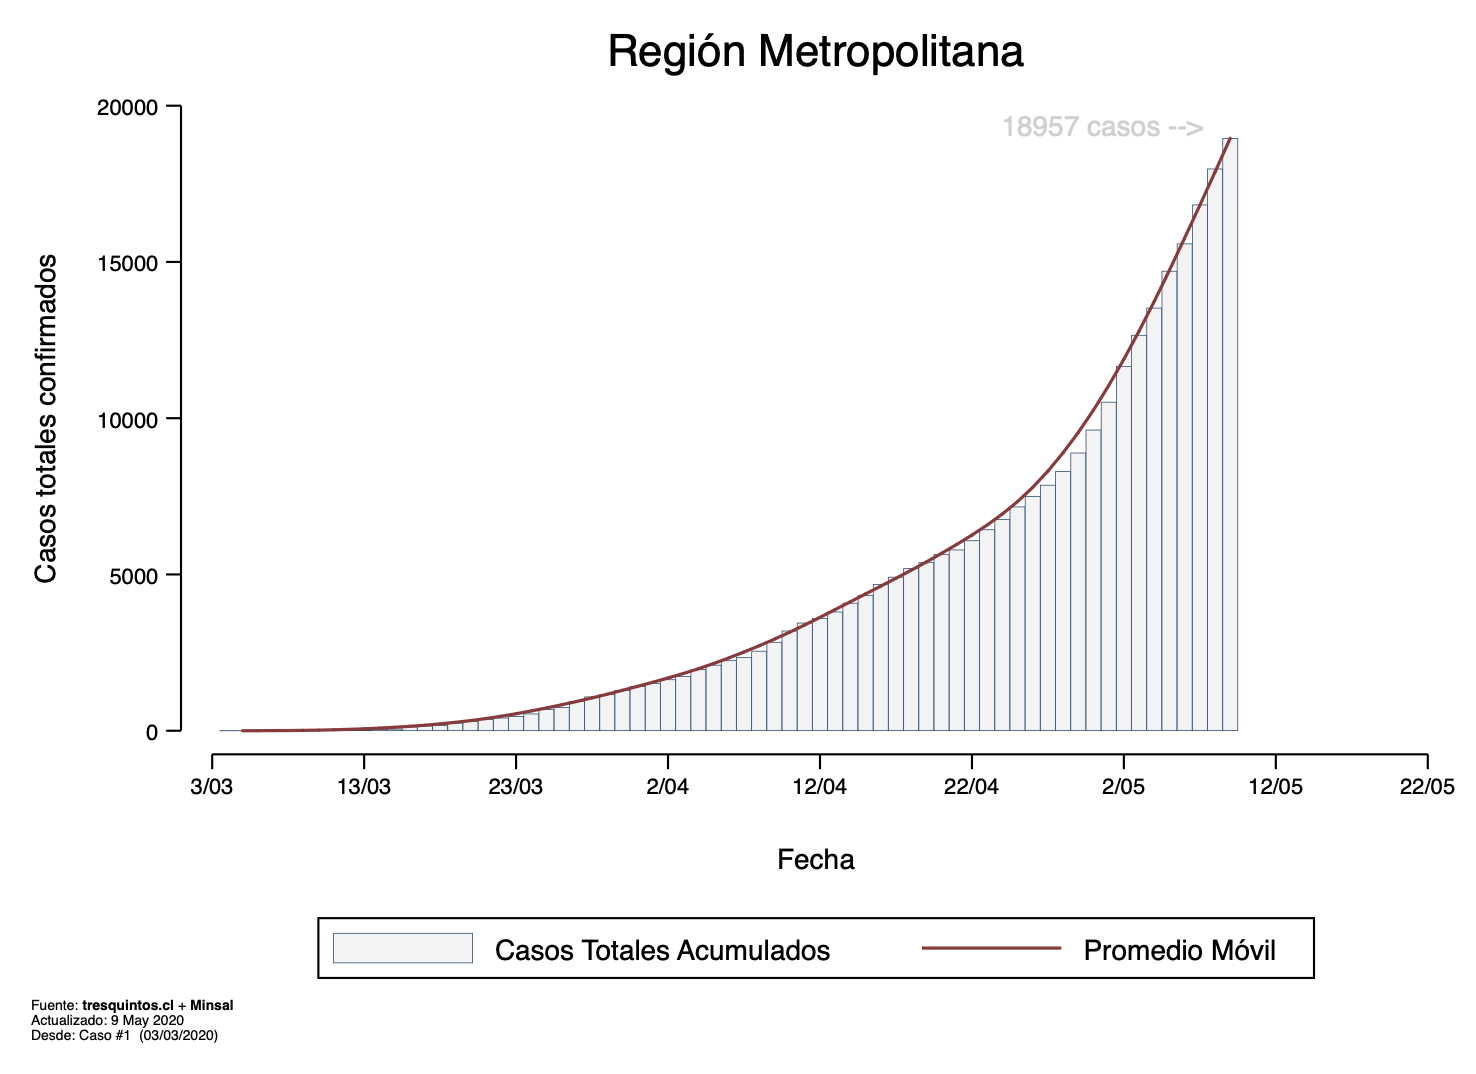 Región Metropolitana
18957 casos -->
Casos totales confirmados
20000
15000
10000
5000
0
3/03 13/03 23/03 2/04 12/04 22/04 2/05 12/05 22/05
Fecha
Casos Totales Acumulados Promedio Móvil
Fuente: tresquintos.cl + Minsal
Actualizado: 9 May 2020
Desde: Caso #1 (03/03/2020)